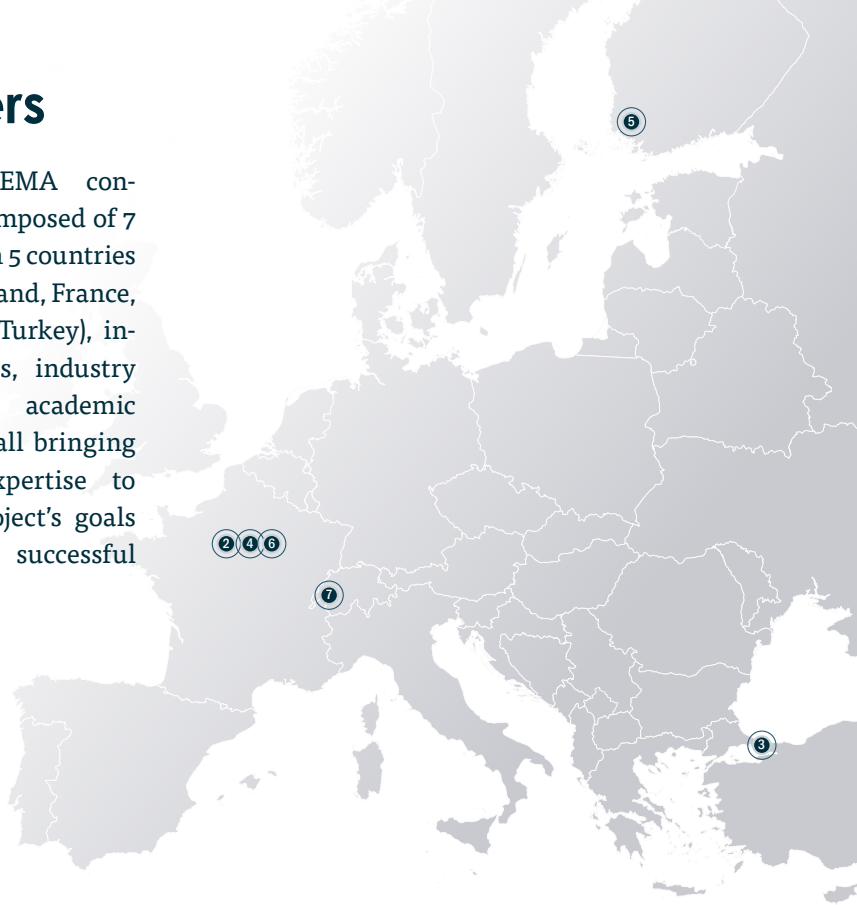 ers
EMA con-
mposed of 7
n 5 countries
and, France,
Turkey), in-
s, industry
academic
all bringing
xpertise to
oject's goals
successful
5
2 4 6
7
3